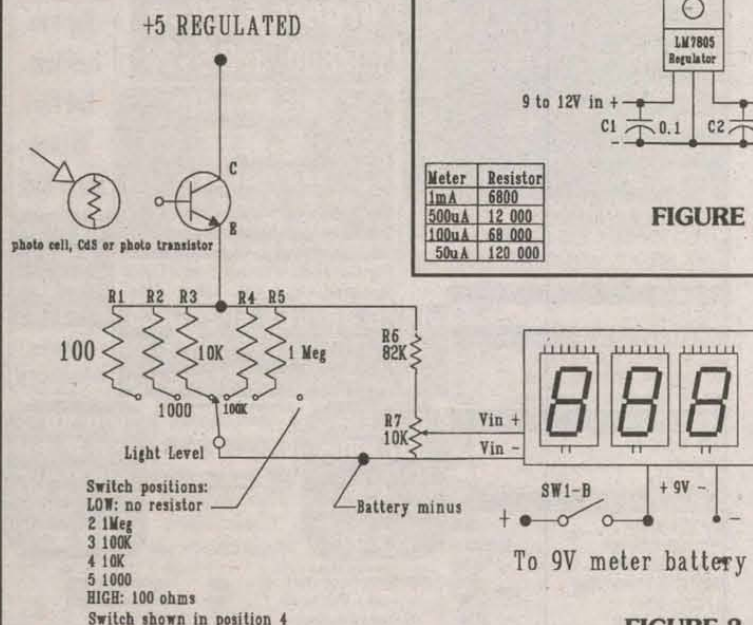 +5 REGULATED
C
E
photo cell, CdS or photo transistor
LM7805
Regulator
9 to 12V in +
C1 0.1 C2
-
Meter Resistor
1mA 6800
500uA 12 000
100uA 68 000
50uA 120 000
FIGURE
R1 R2 R3 R4 R5
100 10K 1 Meg
1000 100K
R6
82K
R7
10K
Vin +
Vin -
888
Light Level
Battery minus
SW1-B
+ 9V -
+ -
To 9V meter battery
Switch positions:
LOW: no resistor
2 1Meg
3 100K
4 10K
5 1000
HIGH: 100 ohms
Switch shown in position 4